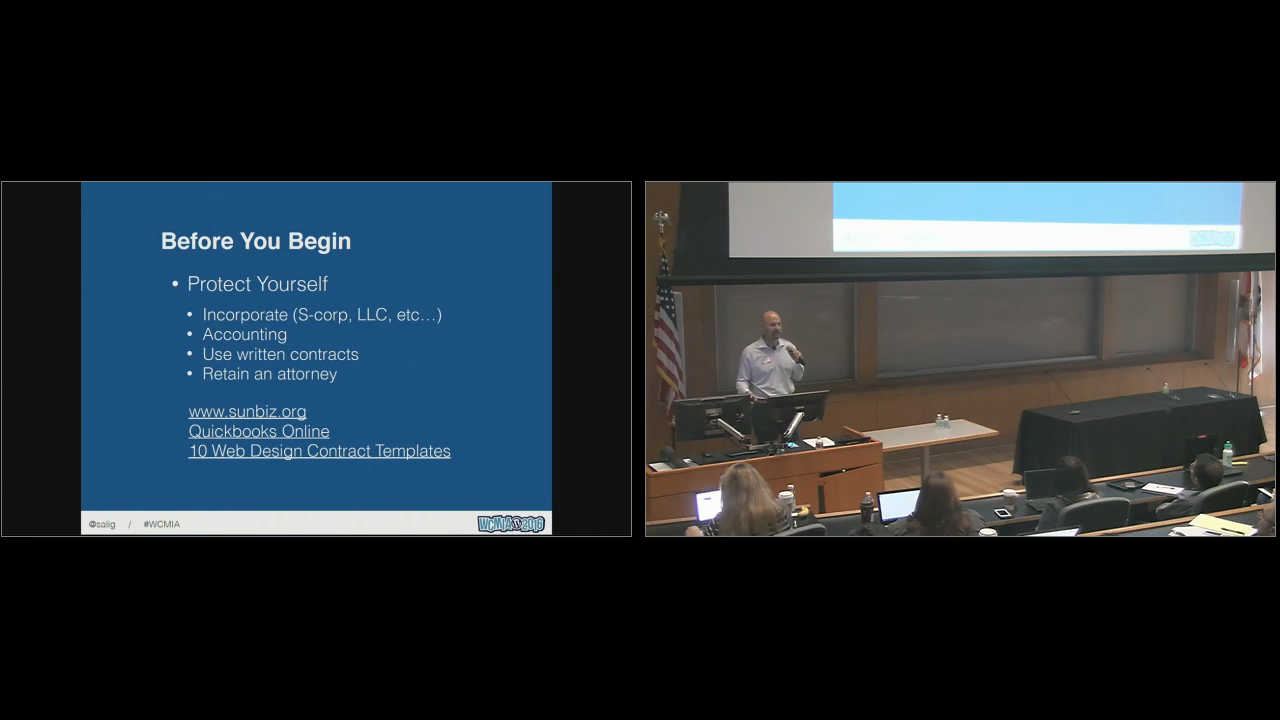 Before You Begin
• Protect Yourself
• Incorporate (S-corp, LLC, etc…)
• Accounting
• Use written contracts
• Retain an attorney
www.sunbiz.org
Quickbooks Online
10 Web Design Contract Templates
@salig / #WCMIA
WCMIA 2016